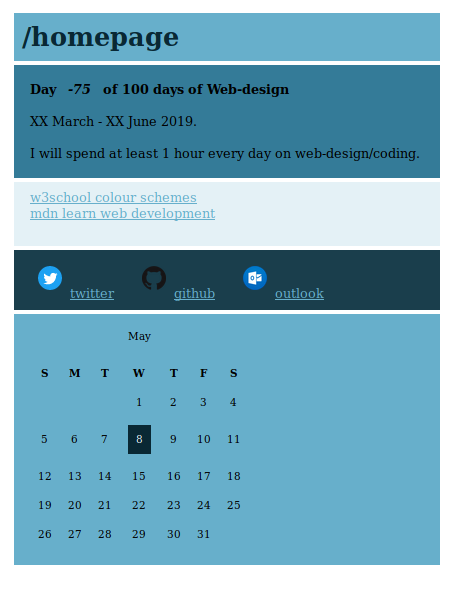 /homepage
Day -75 of 100 days of Web-design
XX March - XX June 2019.
I will spend at least 1 hour every day on web-design/coding.
w3school colour schemes
mdn learn web development
twitter github outlook
May
S M T W T F S
1 2 3 4
5 6 7 8 9 10 11
12 13 14 15 16 17 18
19 20 21 22 23 24 25
26 27 28 29 30 31